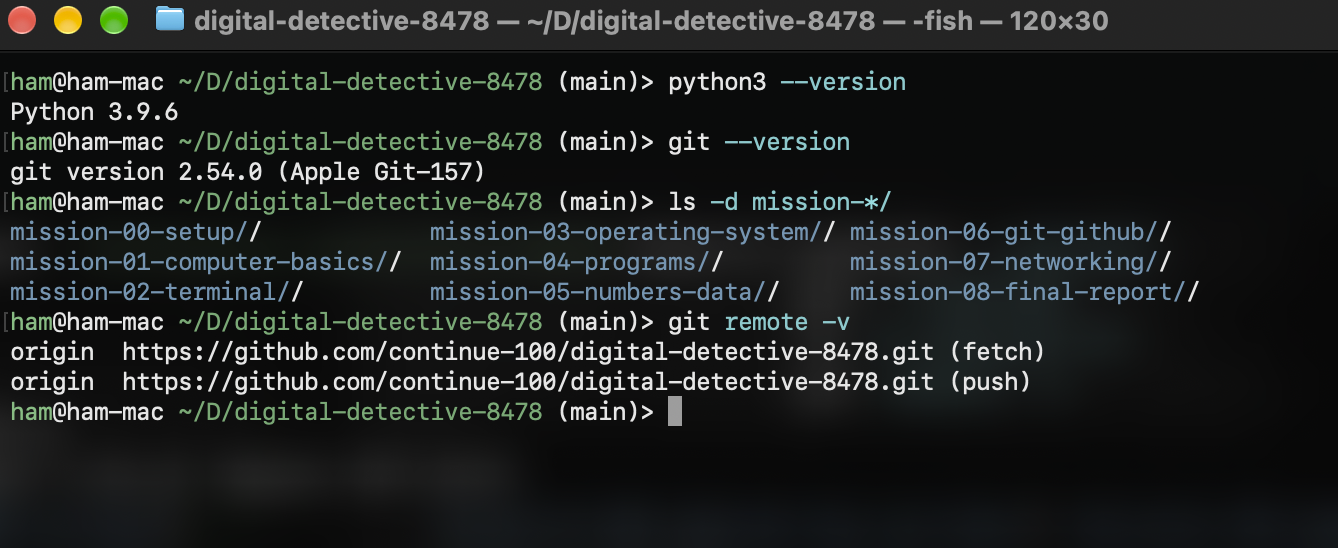 digital-detective-8478 — ~/D/digital-detective-8478 — -fish — 120×30
[ham@ham-mac ~/D/digital-detective-8478 (main)> python3 --version
Python 3.9.6
[ham@ham-mac ~/D/digital-detective-8478 (main)> git --version
git version 2.54.0 (Apple Git-157)
[ham@ham-mac ~/D/digital-detective-8478 (main)> ls -d mission-*/
mission-00-setup// mission-03-operating-system// mission-06-git-github//
mission-01-computer-basics// mission-04-programs// mission-07-networking//
mission-02-terminal// mission-05-numbers-data// mission-08-final-report//
[ham@ham-mac ~/D/digital-detective-8478 (main)> git remote -v
origin https://github.com/continue-100/digital-detective-8478.git (fetch)
origin https://github.com/continue-100/digital-detective-8478.git (push)
ham@ham-mac ~/D/digital-detective-8478 (main)>